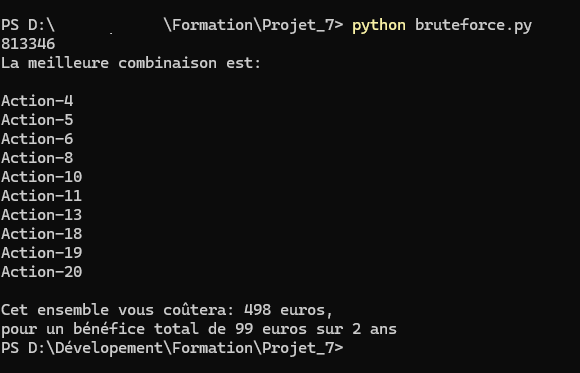 PS D:\ \Formation\Projet_7> python bruteforce.py
813346
La meilleure combinaison est:
Action-4
Action-5
Action-6
Action-8
Action-10
Action-11
Action-13
Action-18
Action-19
Action-20
Cet ensemble vous coûtera: 498 euros,
pour un bénéfice total de 99 euros sur 2 ans
PS D:\Dévelopement\Formation\Projet_7>